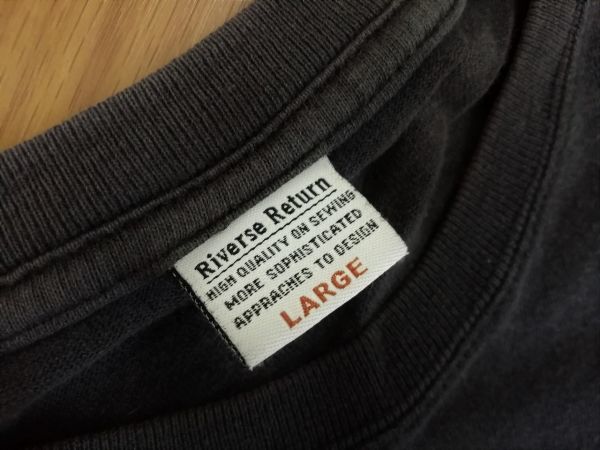 Riverse Return
HIGH QUALITY ON SEWING
MORE SOPHISTICATED
APPRACHES TO DESIGN
LARGE